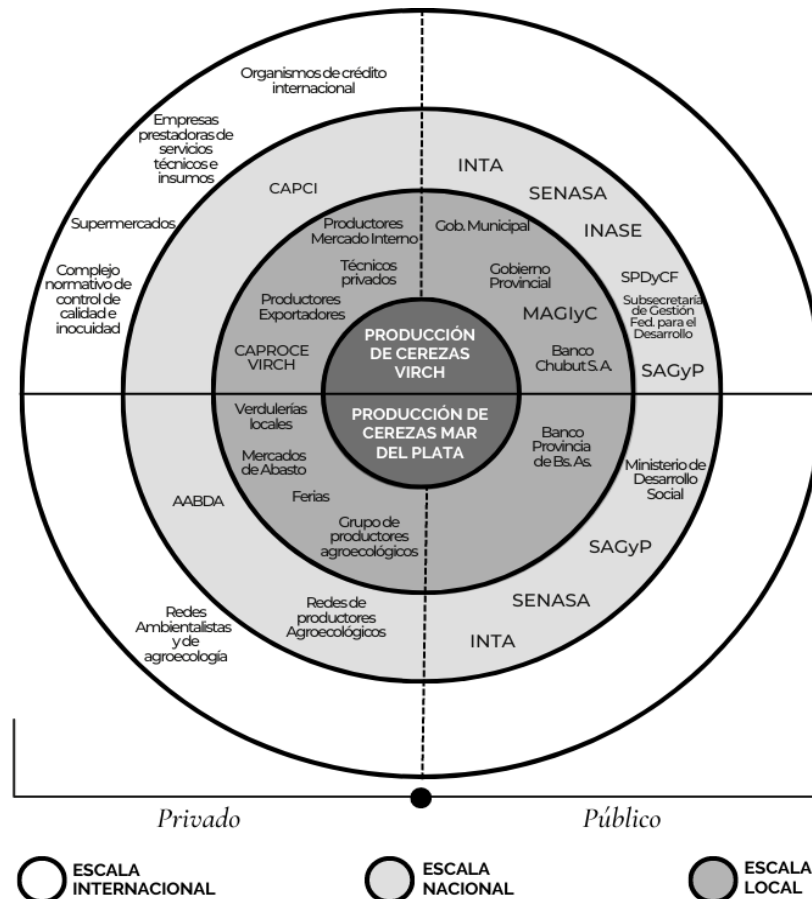 Organismos de crédito
internacional
Empresas
prestadoras de
servicios
técnicos e
insumos
Supermercados
Complejo
normativo de
control de
calidad e
inocuidad
CAPCI
INTA
SENASA
INASE
SPDyCF
Subsecretaría
de Gestión
Fed. para el
Desarrollo
SAGyP
Productores
Mercado Interno
Técnicos
privados
Productores
Exportadores
CAPROCE
VIRCH
Gob. Municipal
Gobierno
Provincial
MAGIyC
Banco
Chubut S. A.
PRODUCCIÓN
DE CEREZAS
VIRCH
PRODUCCIÓN DE
CEREZAS MAR
DEL PLATA
Verdulerías
locales
Mercados
de Abasto
Ferias
Grupo de
productores
agroecológicos
Banco
Provincia
de Bs. As.
AABDA
Redes de
productores
Agroecológicos
Ministerio de
Desarrollo
Social
SAGyP
SENASA
INTA
Redes
Ambientalistas
y de
agroecología
Privado
Público
ESCALA
INTERNACIONAL
ESCALA
NACIONAL
ESCALA
LOCAL